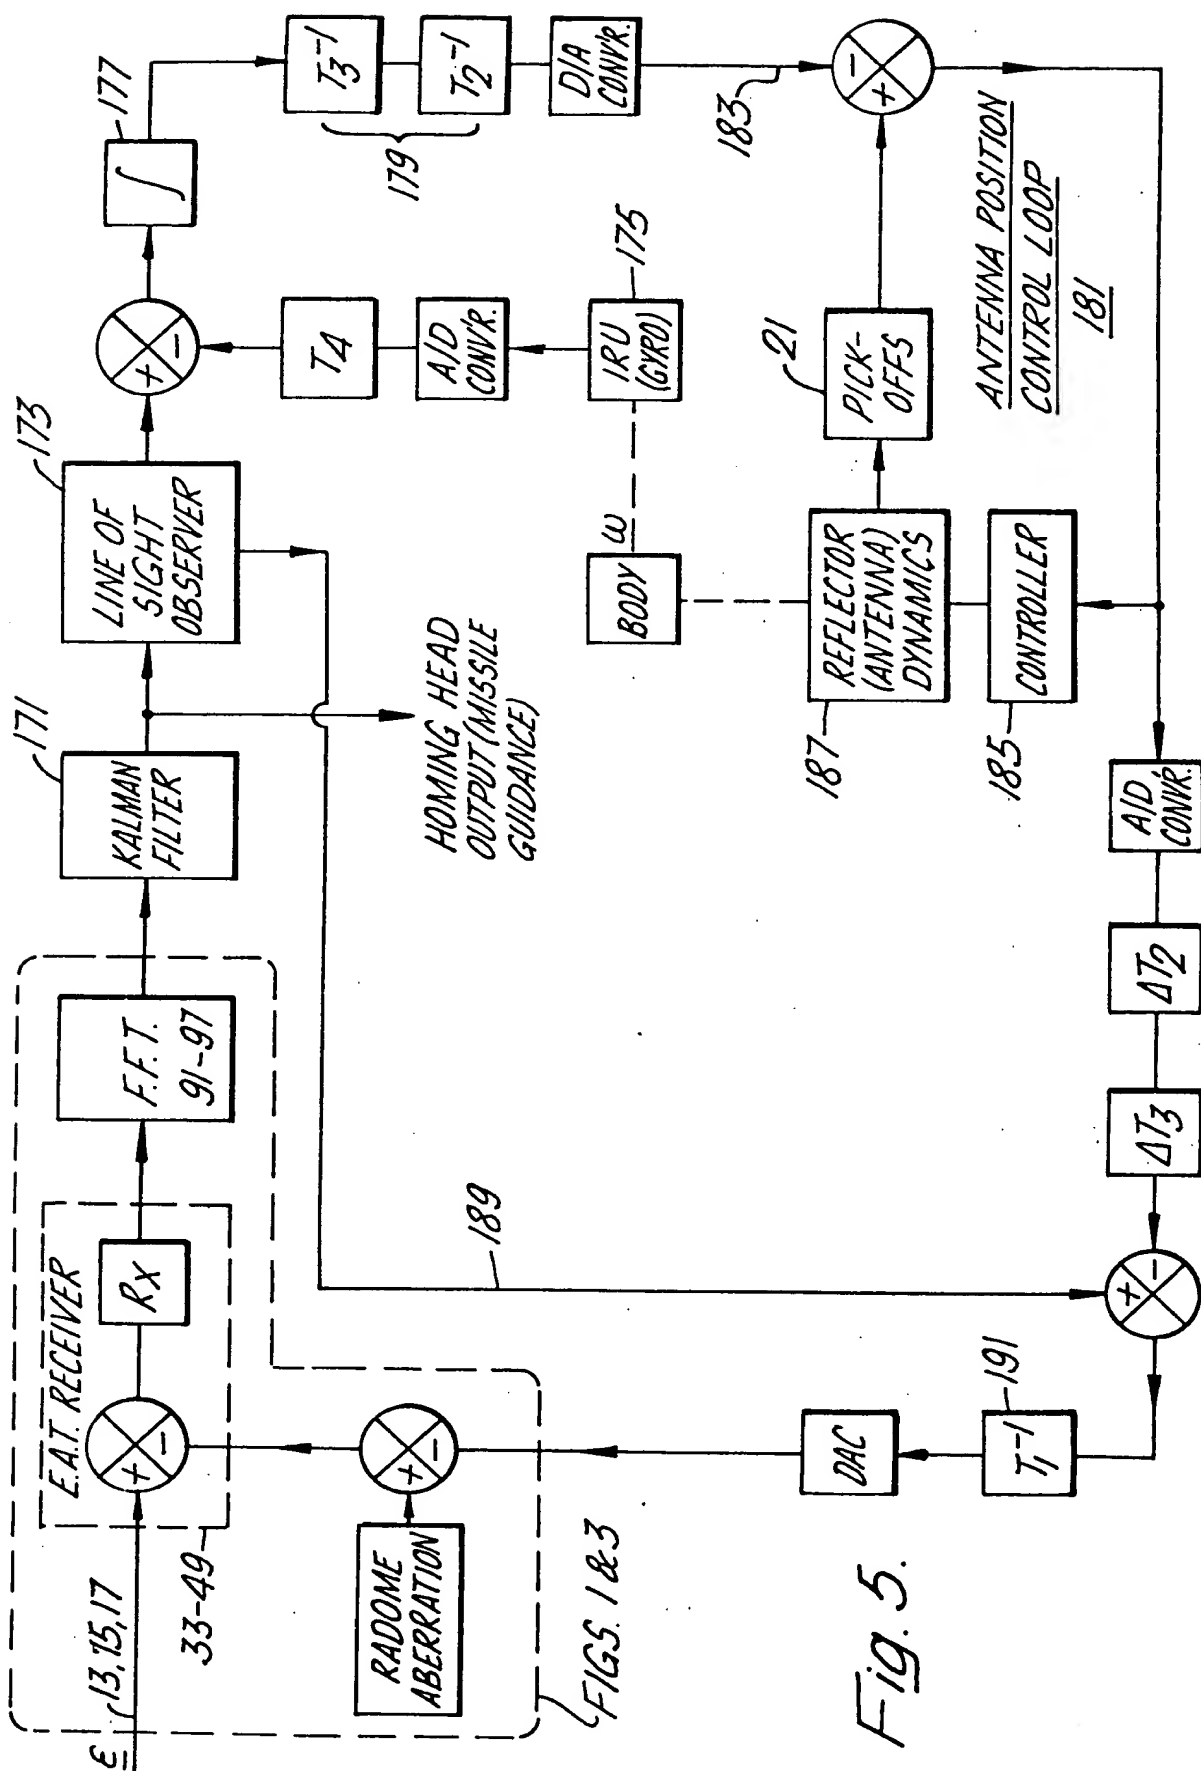 ε
13,15,17
E.A.T. RECEIVER
+
−
Rx
33-49
F.F.T.
91-97
171
KALMAN
FILTER
173
LINE OF
SIGHT
OBSERVER
+
−
177
∫
T3⁻¹
T2⁻¹
179
D/A
CONV'R.
183
−
+
T4
A/D
CONV'R.
IRU
(GYRO)
175
HOMING HEAD
OUTPUT (MISSILE
GUIDANCE)
BODY
ω
RADOME
ABERRATION
+
−
FIGS. 1 & 3
189
21
PICK-
OFFS
REFLECTOR
(ANTENNA)
DYNAMICS
187
CONTROLLER
185
ANTENNA POSITION
CONTROL LOOP
181
DAC
T1⁻¹
191
+
−
ΔT3
ΔT2
A/D
CONV'R.
Fig. 5.